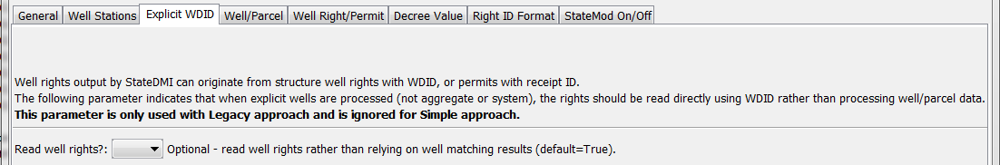 General Well Stations Explicit WDID Well/Parcel Well Right/Permit Decree Value Right ID Format StateMod On/Off
Well rights output by StateDMI can originate from structure well rights with WDID, or permits with receipt ID.
The following parameter indicates that when explicit wells are processed (not aggregate or system), the rights should be read directly using WDID rather than processing well/parcel data.
This parameter is only used with Legacy approach and is ignored for Simple approach.
Read well rights?: Optional - read well rights rather than relying on well matching results (default=True).